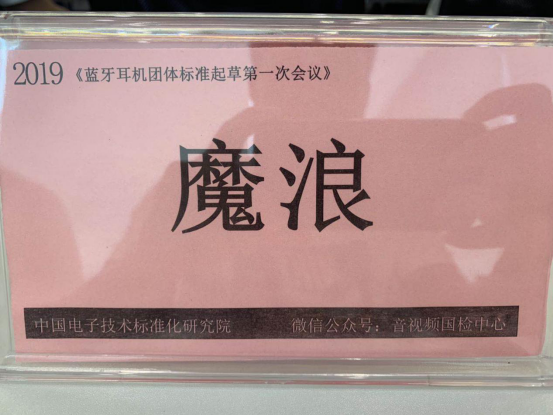 2019《蓝牙耳机团体标准起草第一次会议》
魔浪
中国电子技术标准化研究院 微信公众号：音视频国检中心